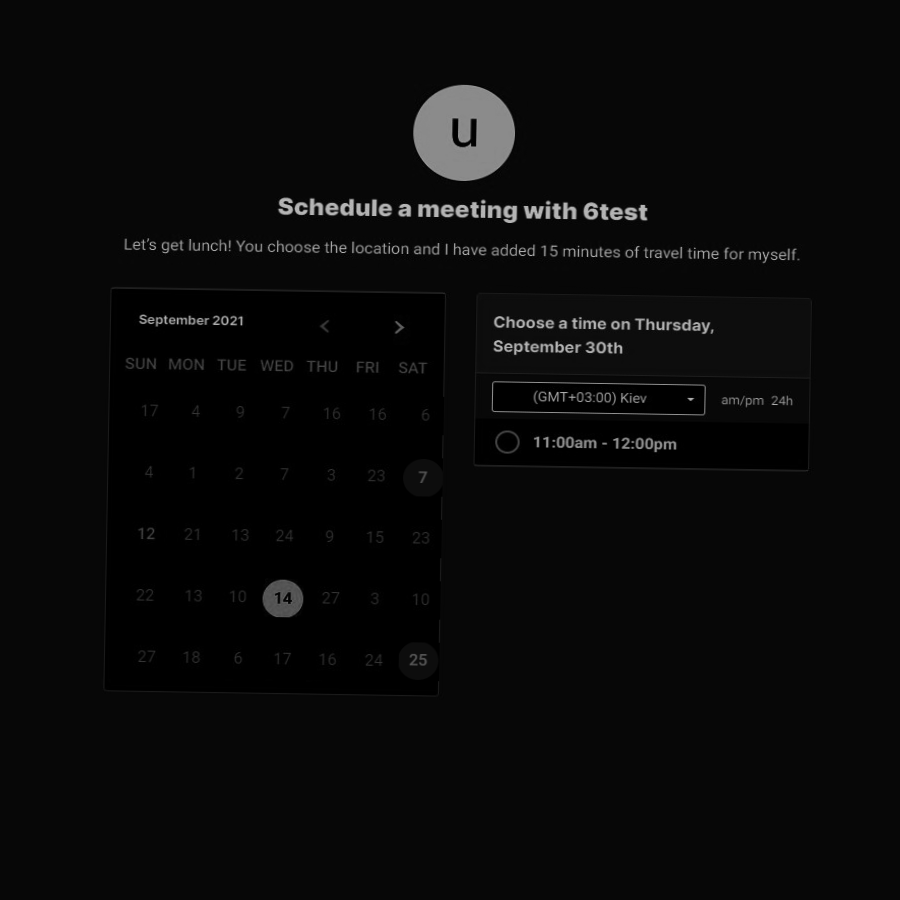 u
Schedule a meeting with 6test
Let's get lunch! You choose the location and I have added 15 minutes of travel time for myself.
September 2021 < >
SUN MON TUE WED THU FRI SAT
17 4 9 7 16 16 6
4 1 2 7 3 23 7
12 21 13 24 9 15 23
22 13 10 14 27 3 10
27 18 6 17 16 24 25
Choose a time on Thursday,
September 30th
(GMT+03:00) Kiev am/pm 24h
11:00am - 12:00pm